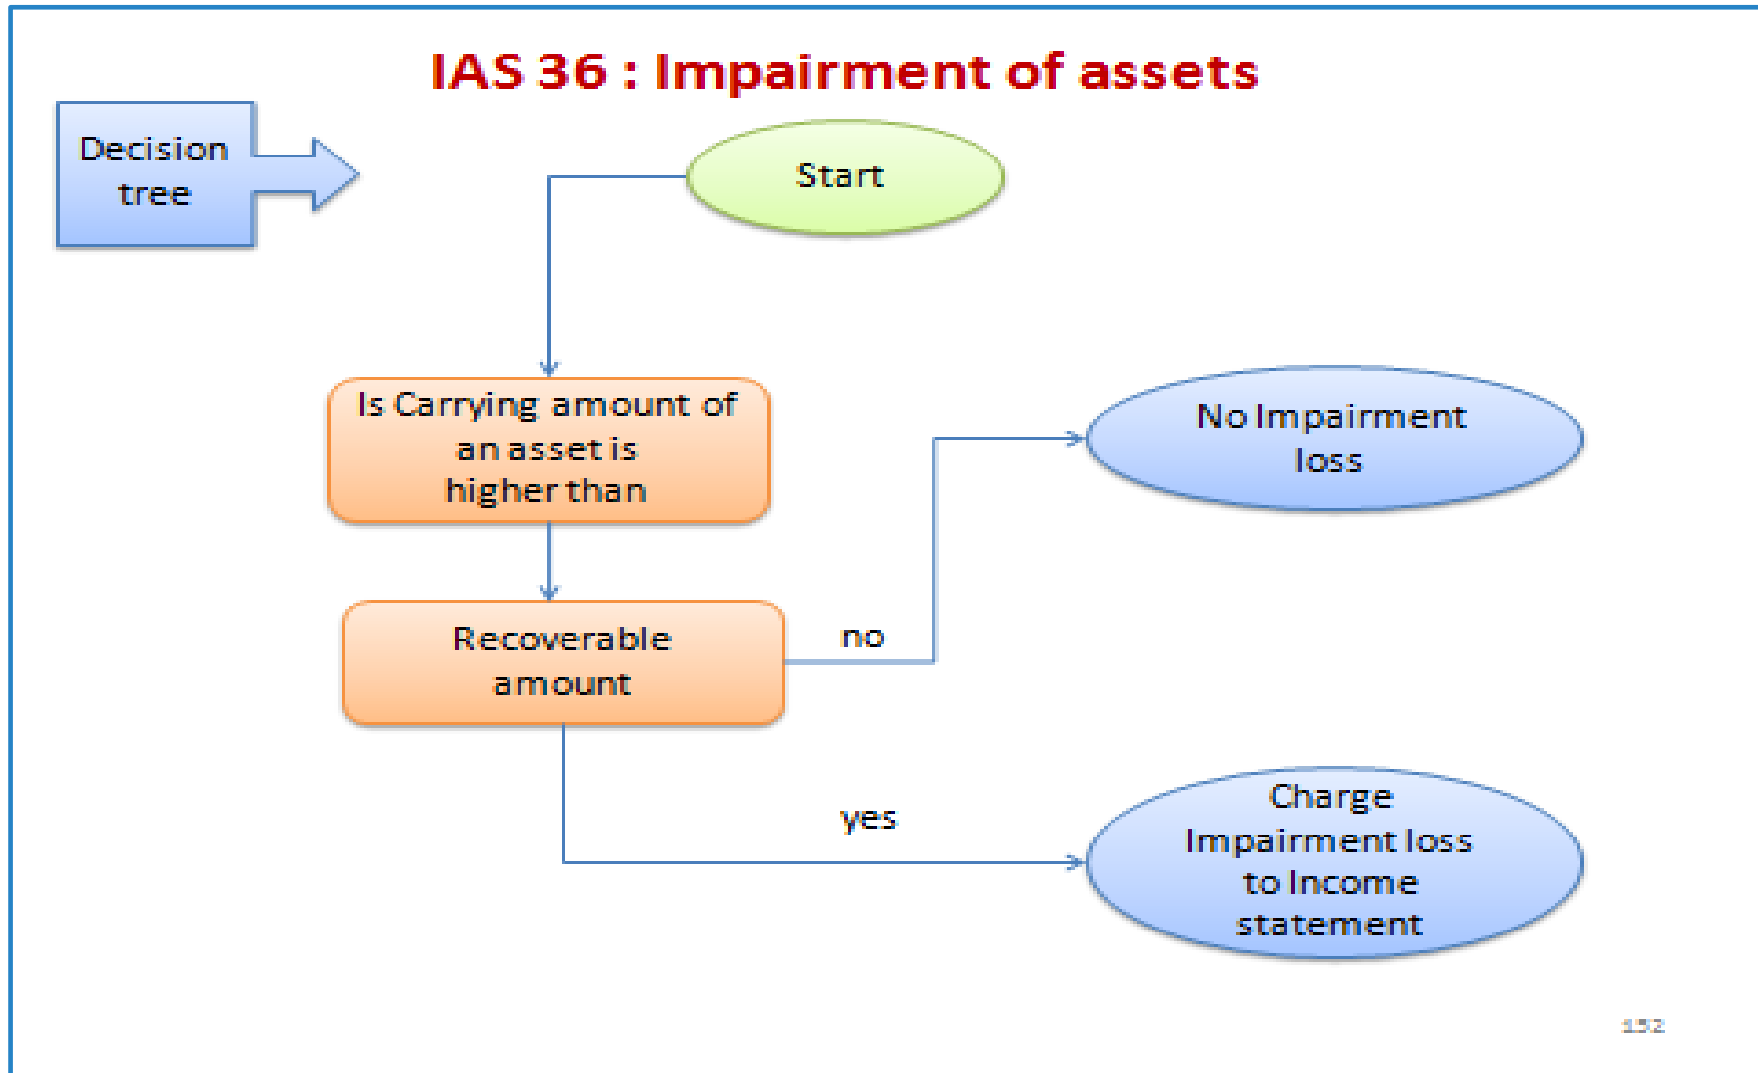 IAS 36 : Impairment of assets
Decision
tree
Start
Is Carrying amount of
an asset is
higher than
No Impairment
loss
Recoverable
amount
no
yes
Charge
Impairment loss
to Income
statement
152